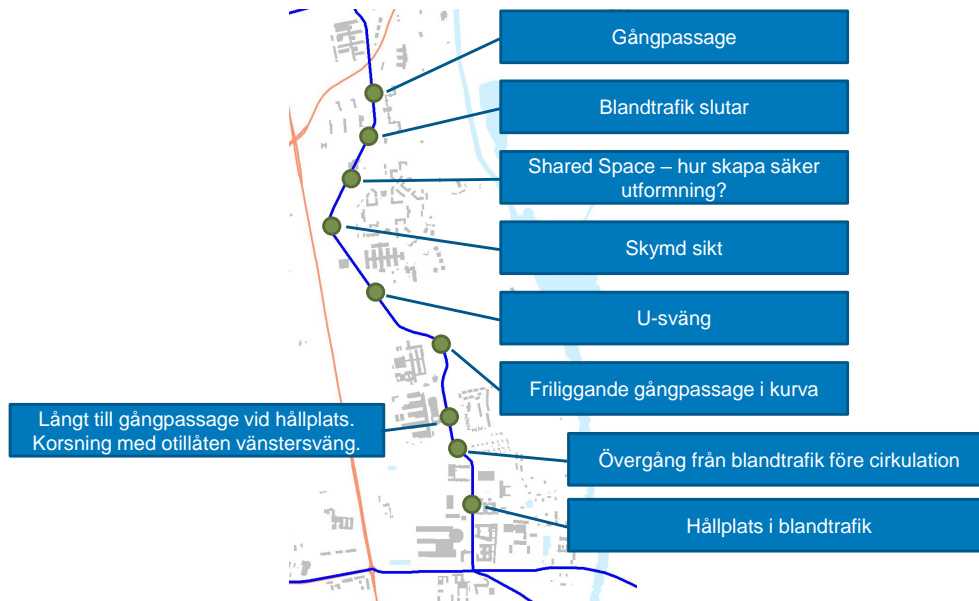 Gångpassage
Blandtrafik slutar
Shared Space – hur skapa säker
utformning?
Skymd sikt
U-sväng
Friliggande gångpassage i kurva
Långt till gångpassage vid hållplats.
Korsning med otillåten vänstersväng.
Övergång från blandtrafik före cirkulation
Hållplats i blandtrafik